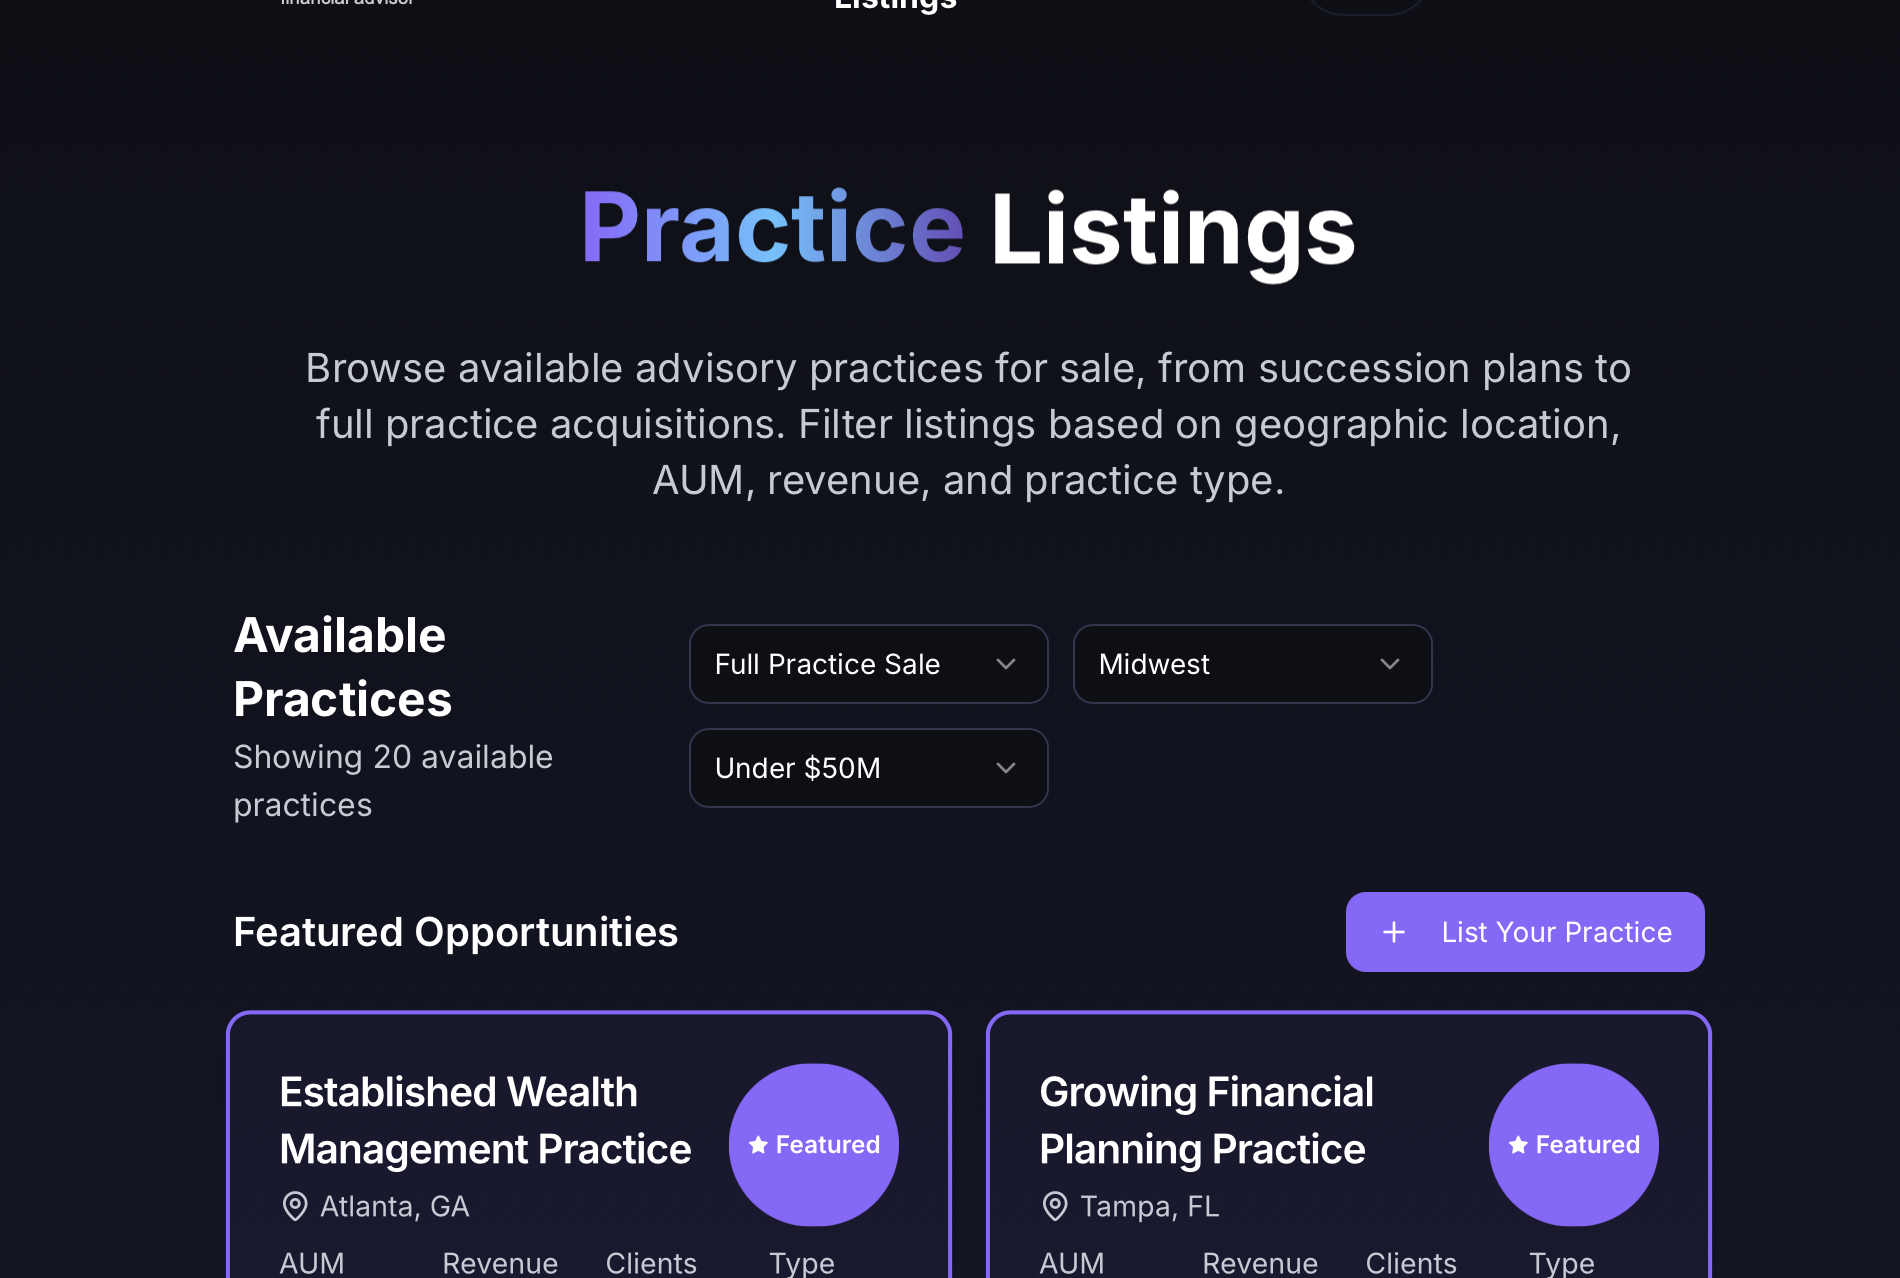 financial advisor
Listings
Practice Listings
Browse available advisory practices for sale, from succession plans to
full practice acquisitions. Filter listings based on geographic location,
AUM, revenue, and practice type.
Available
Practices
Showing 20 available
practices
Full Practice Sale
Midwest
Under $50M
Featured Opportunities
List Your Practice
Established Wealth
Management Practice
Featured
Atlanta, GA
AUM Revenue Clients Type
Growing Financial
Planning Practice
Featured
Tampa, FL
AUM Revenue Clients Type